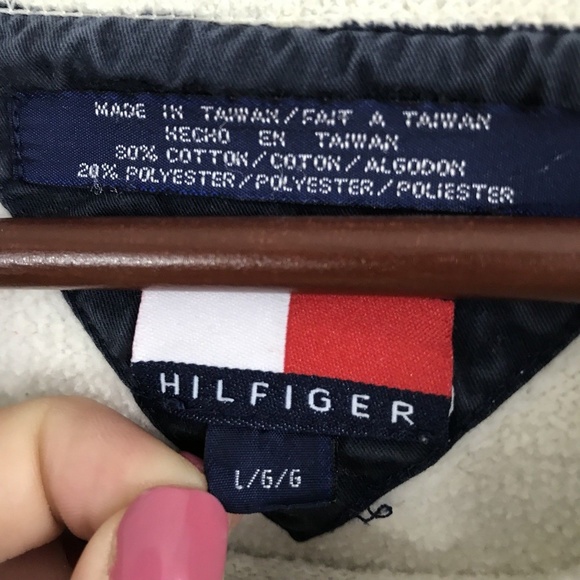 MADE IN TAIWAN/FAIT A TAIWAN
HECHO EN TAIWAN
80% COTTON/COTON/ALGODON
20% POLYESTER/POLYESTER/POLIESTER
HILFIGER
L/G/G